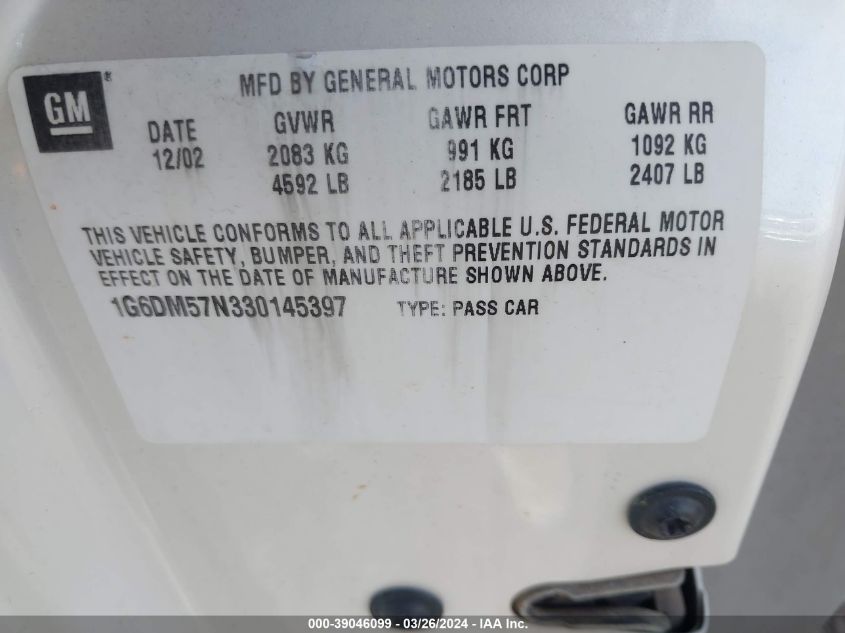 GM®
MFD BY GENERAL MOTORS CORP
DATE GVWR GAWR FRT GAWR RR
12/02 2083 KG 991 KG 1092 KG
4592 LB 2185 LB 2407 LB
THIS VEHICLE CONFORMS TO ALL APPLICABLE U.S. FEDERAL MOTOR
VEHICLE SAFETY, BUMPER, AND THEFT PREVENTION STANDARDS IN
EFFECT ON THE DATE OF MANUFACTURE SHOWN ABOVE.
1G6DM57N330145397 TYPE: PASS CAR
000-39046099 — 03/26/2024 — IAA Inc.